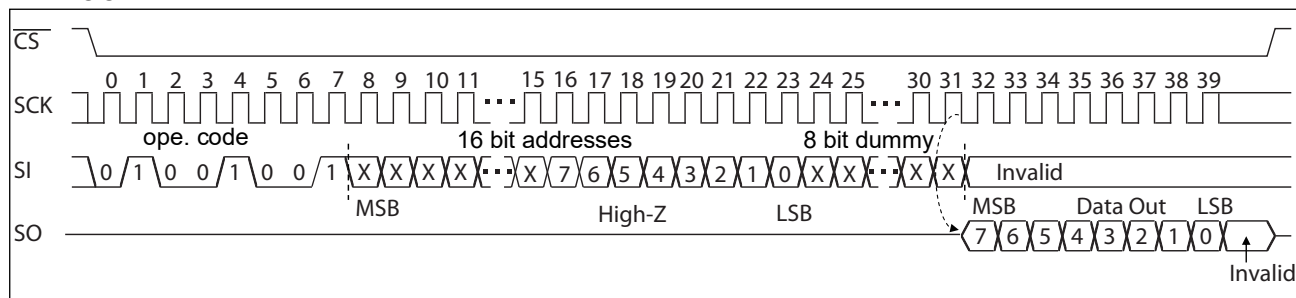 CS
0 1 2 3 4 5 6 7 8 9 10 11 15 16 17 18 19 20 21 22 23 24 25 30 31 32 33 34 35 36 37 38 39
SCK
ope. code 16 bit addresses 8 bit dummy
SI 0 1 0 0 1 0 0 1 X X X X X 7 6 5 4 3 2 1 0 X X X X Invalid
MSB High-Z LSB MSB Data Out LSB
SO 7 6 5 4 3 2 1 0
Invalid